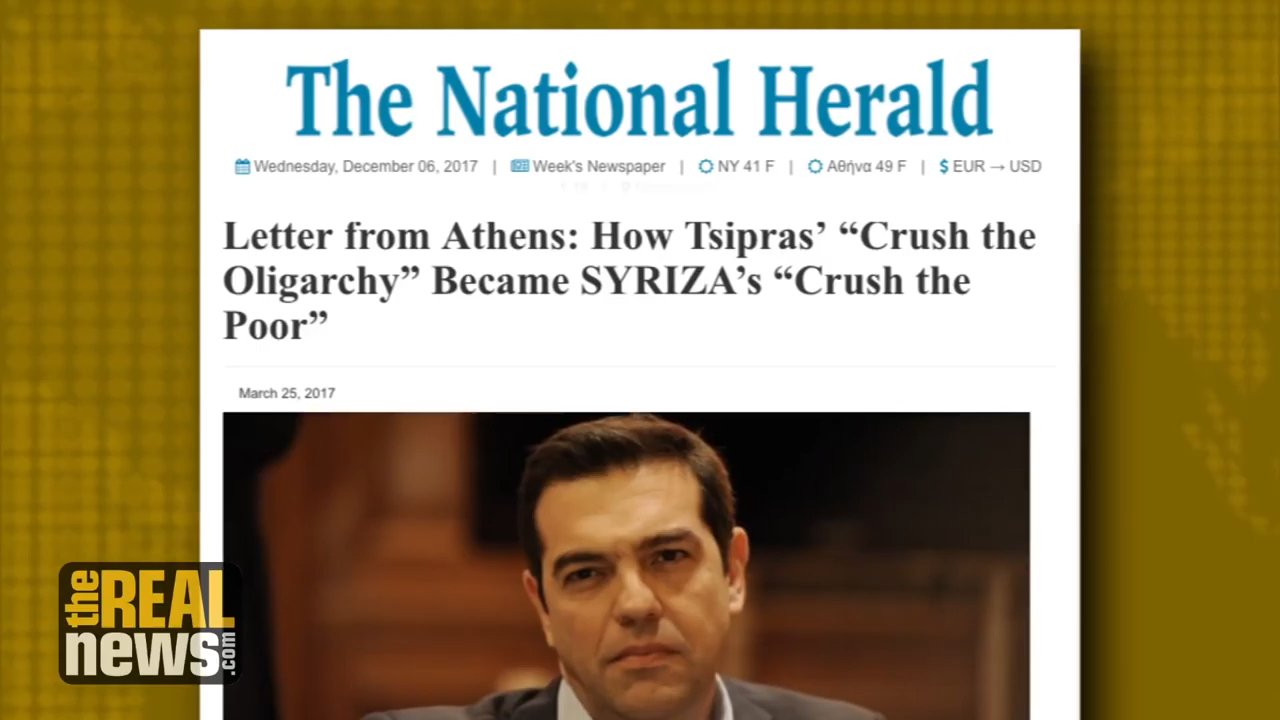 The National Herald
Wednesday, December 06, 2017 | Week's Newspaper | NY 41 F | Αθήνα 49 F | $ EUR → USD
Letter from Athens: How Tsipras’ “Crush the
Oligarchy” Became SYRIZA’s “Crush the
Poor”
March 25, 2017
the REAL
news.com